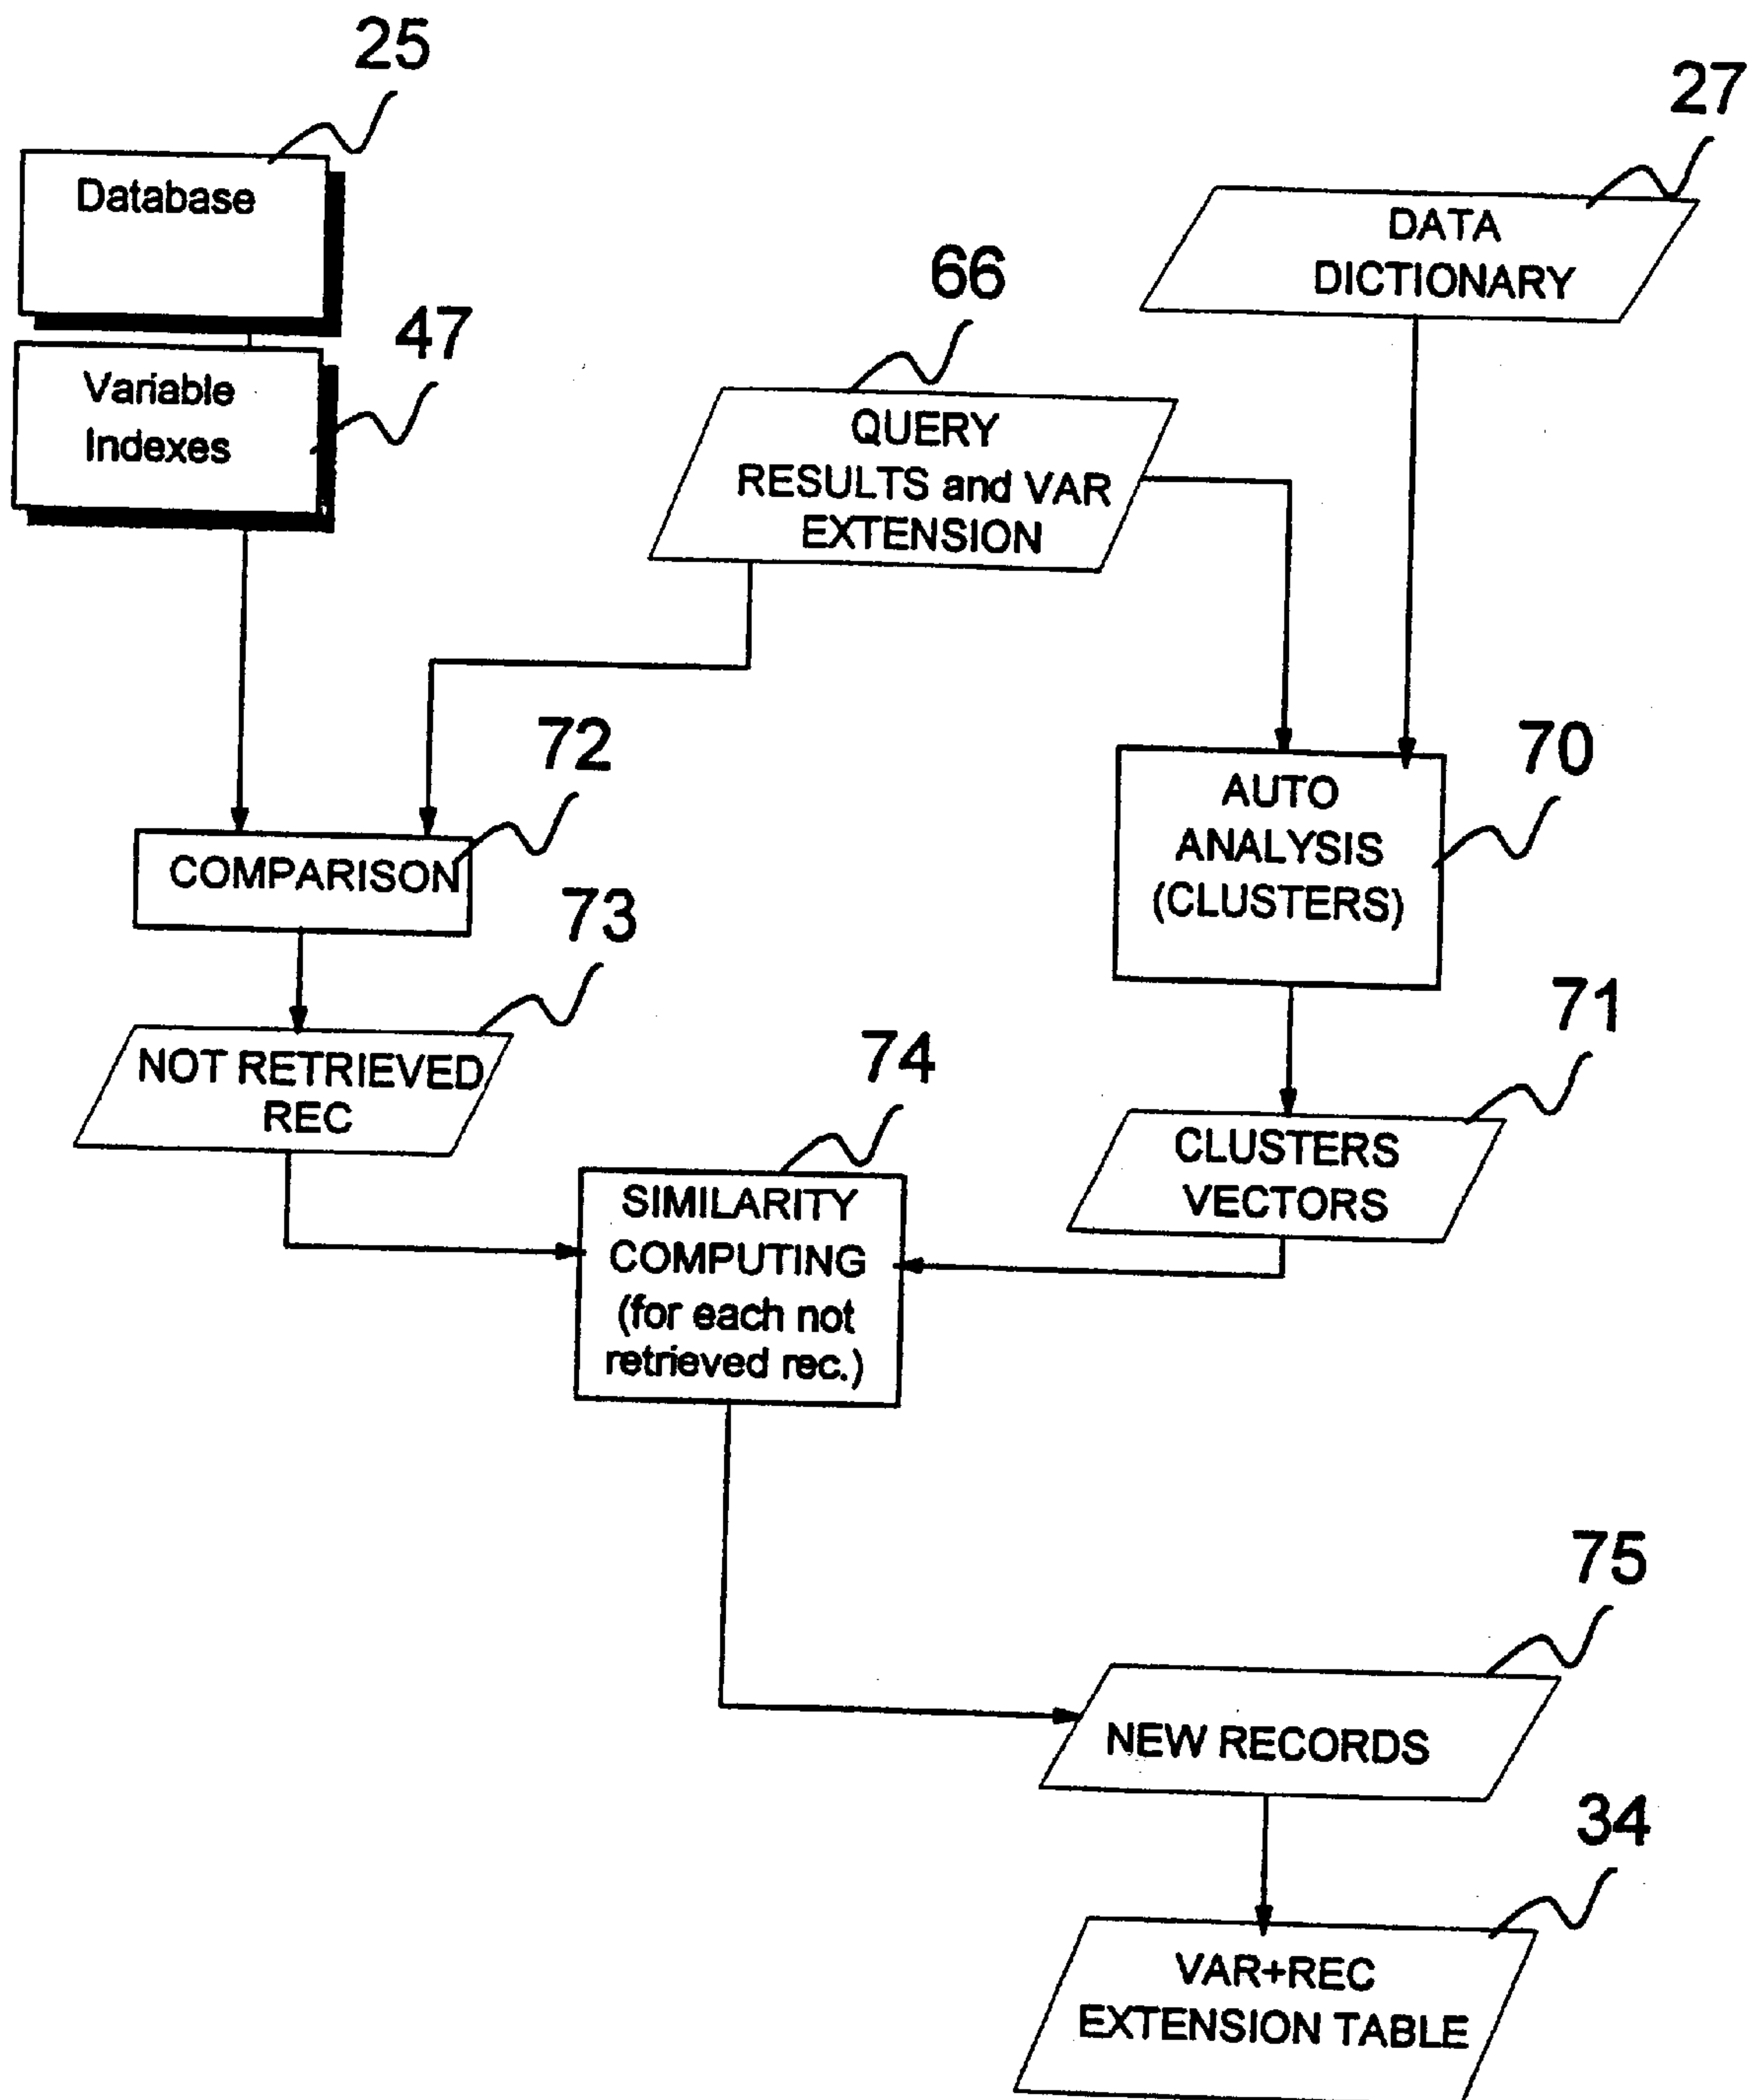 25
27
Database
DATA
DICTIONARY
66
47
Variable
Indexes
QUERY
RESULTS and VAR
EXTENSION
72
70
AUTO
ANALYSIS
(CLUSTERS)
COMPARISON
73
71
74
NOT RETRIEVED
REC
CLUSTERS
VECTORS
SIMILARITY
COMPUTING
(for each not
retrieved rec.)
75
NEW RECORDS
34
VAR+REC
EXTENSION TABLE